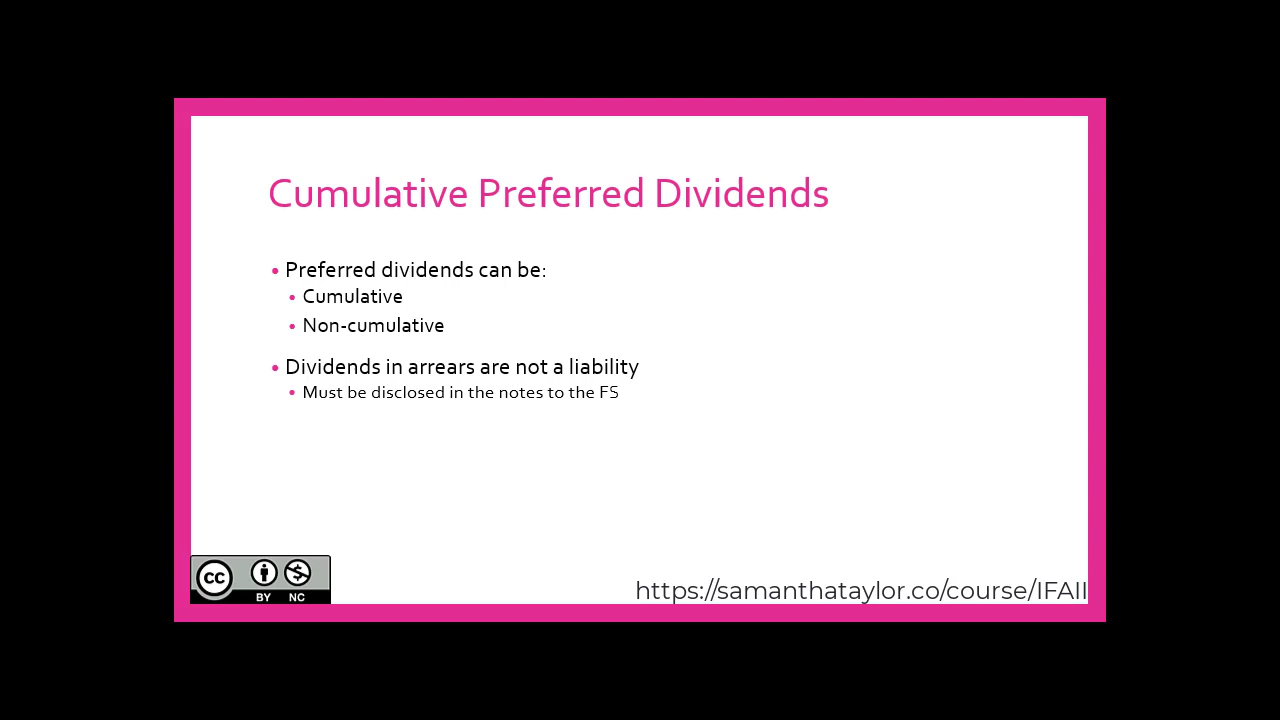 Cumulative Preferred Dividends
• Preferred dividends can be:
• Cumulative
• Non-cumulative
• Dividends in arrears are not a liability
• Must be disclosed in the notes to the FS
cc
BY NC
https://samanthataylor.co/course/IFAII